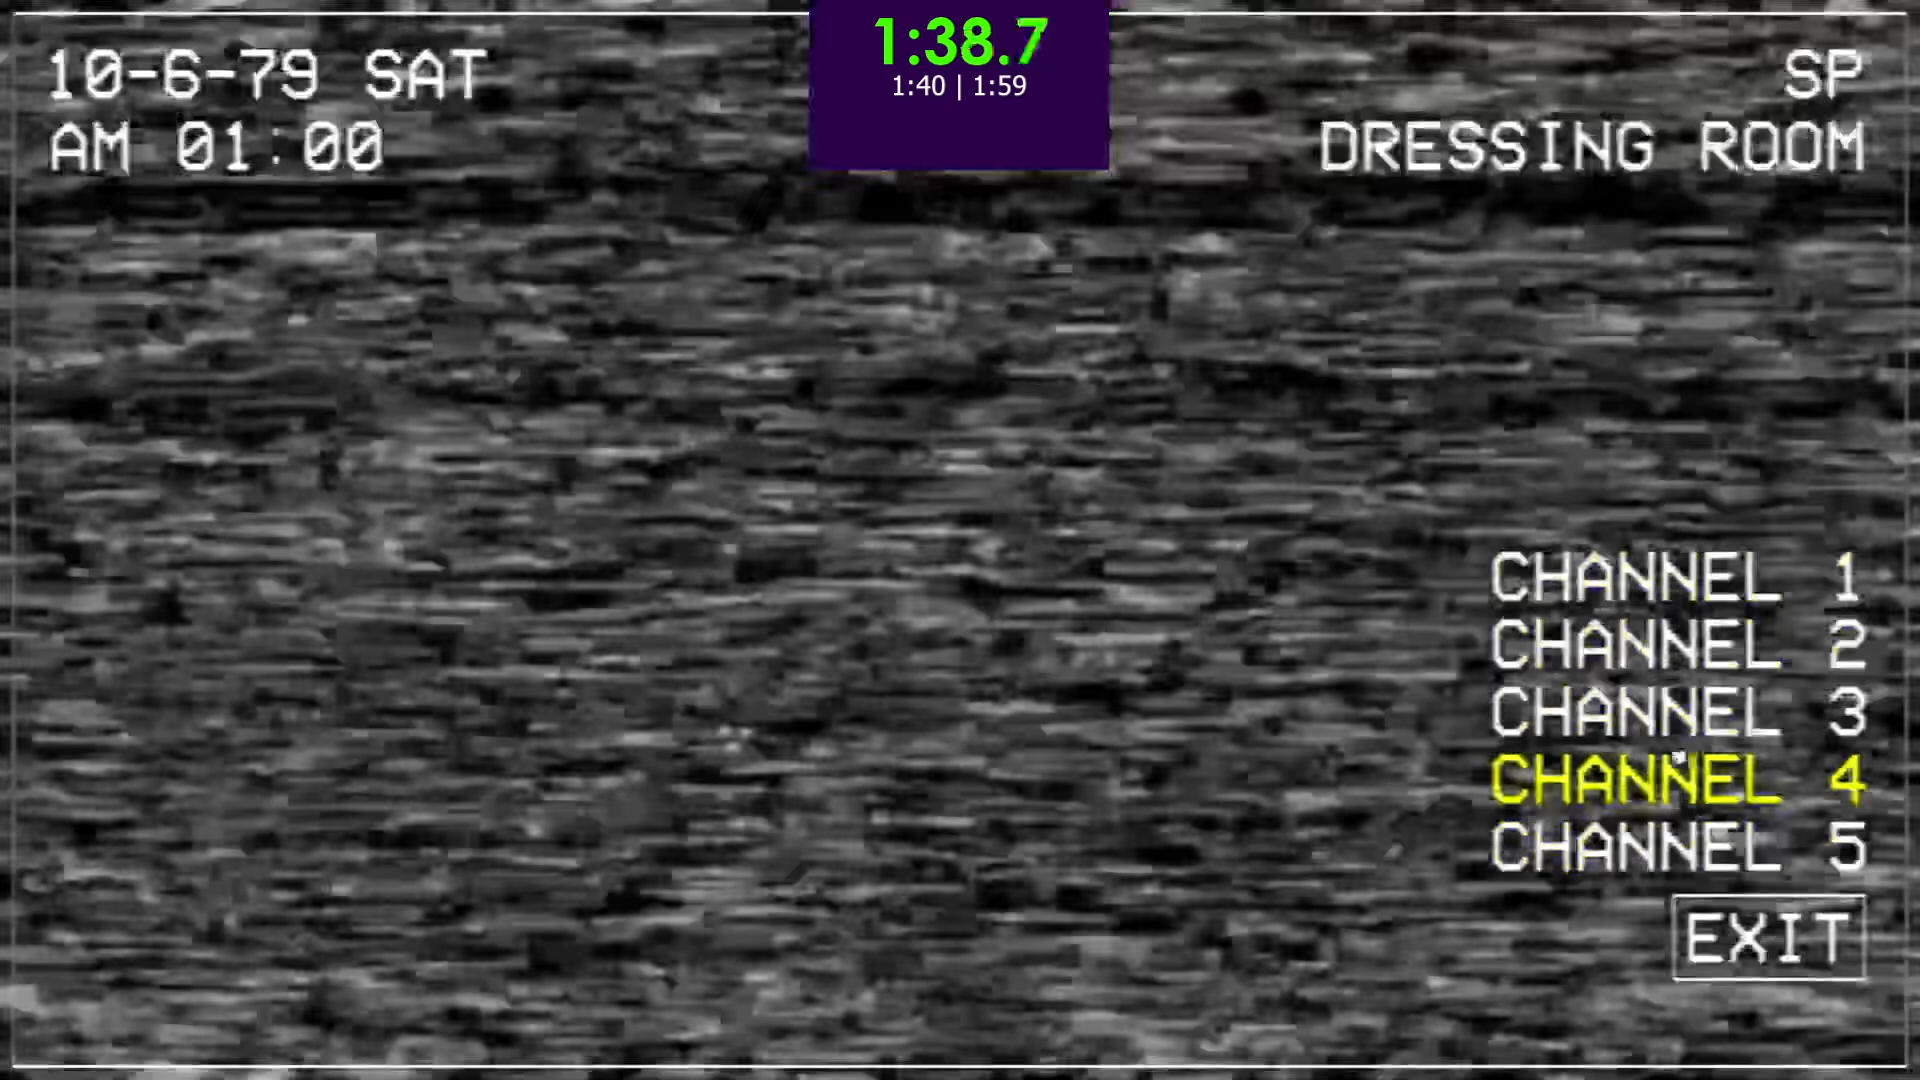 1:38.7
1:40 | 1:59
10-6-79 SAT
AM 01:00
SP
DRESSING ROOM
CHANNEL 1
CHANNEL 2
CHANNEL 3
CHANNEL 4
CHANNEL 5
EXIT